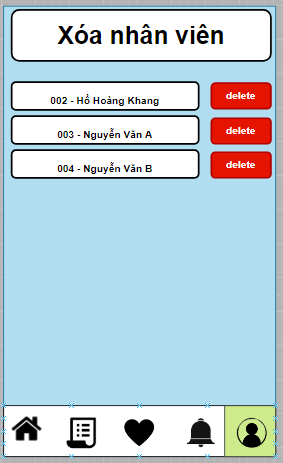 Xóa nhân viên
002 - Hồ Hoàng Khang
delete
003 - Nguyễn Văn A
delete
004 - Nguyễn Văn B
delete